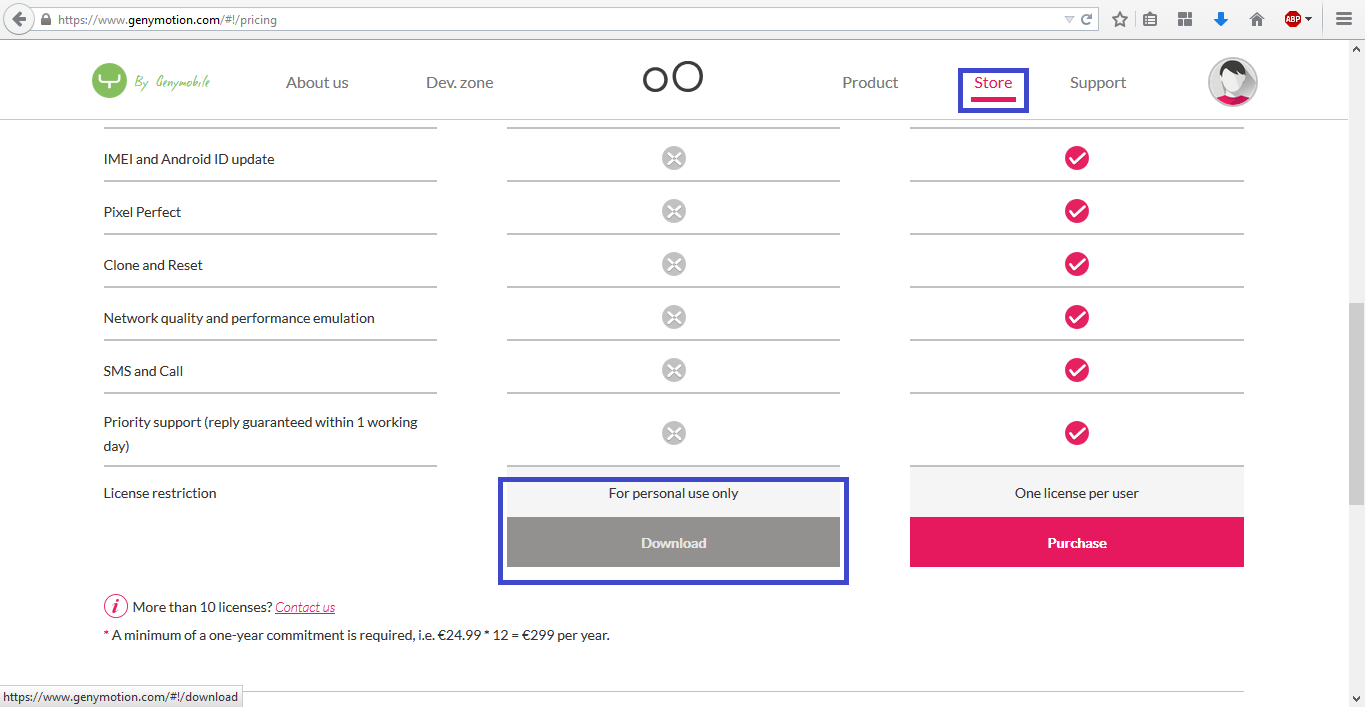 https://www.genymotion.com/#!/pricing
ABP
By Genymobile
About us
Dev. zone
Product
Store
Support
IMEI and Android ID update
Pixel Perfect
Clone and Reset
Network quality and performance emulation
SMS and Call
Priority support (reply guaranteed within 1 working
day)
License restriction
For personal use only
One license per user
Download
Purchase
i More than 10 licenses? Contact us
* A minimum of a one-year commitment is required, i.e. €24.99 * 12 = €299 per year.
https://www.genymotion.com/#!/download